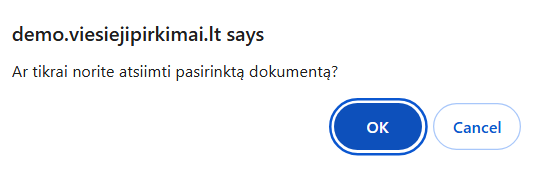 demo.viesiejipirkimai.lt says
Ar tikrai norite atsiimti pasirinktą dokumentą?
OK
Cancel